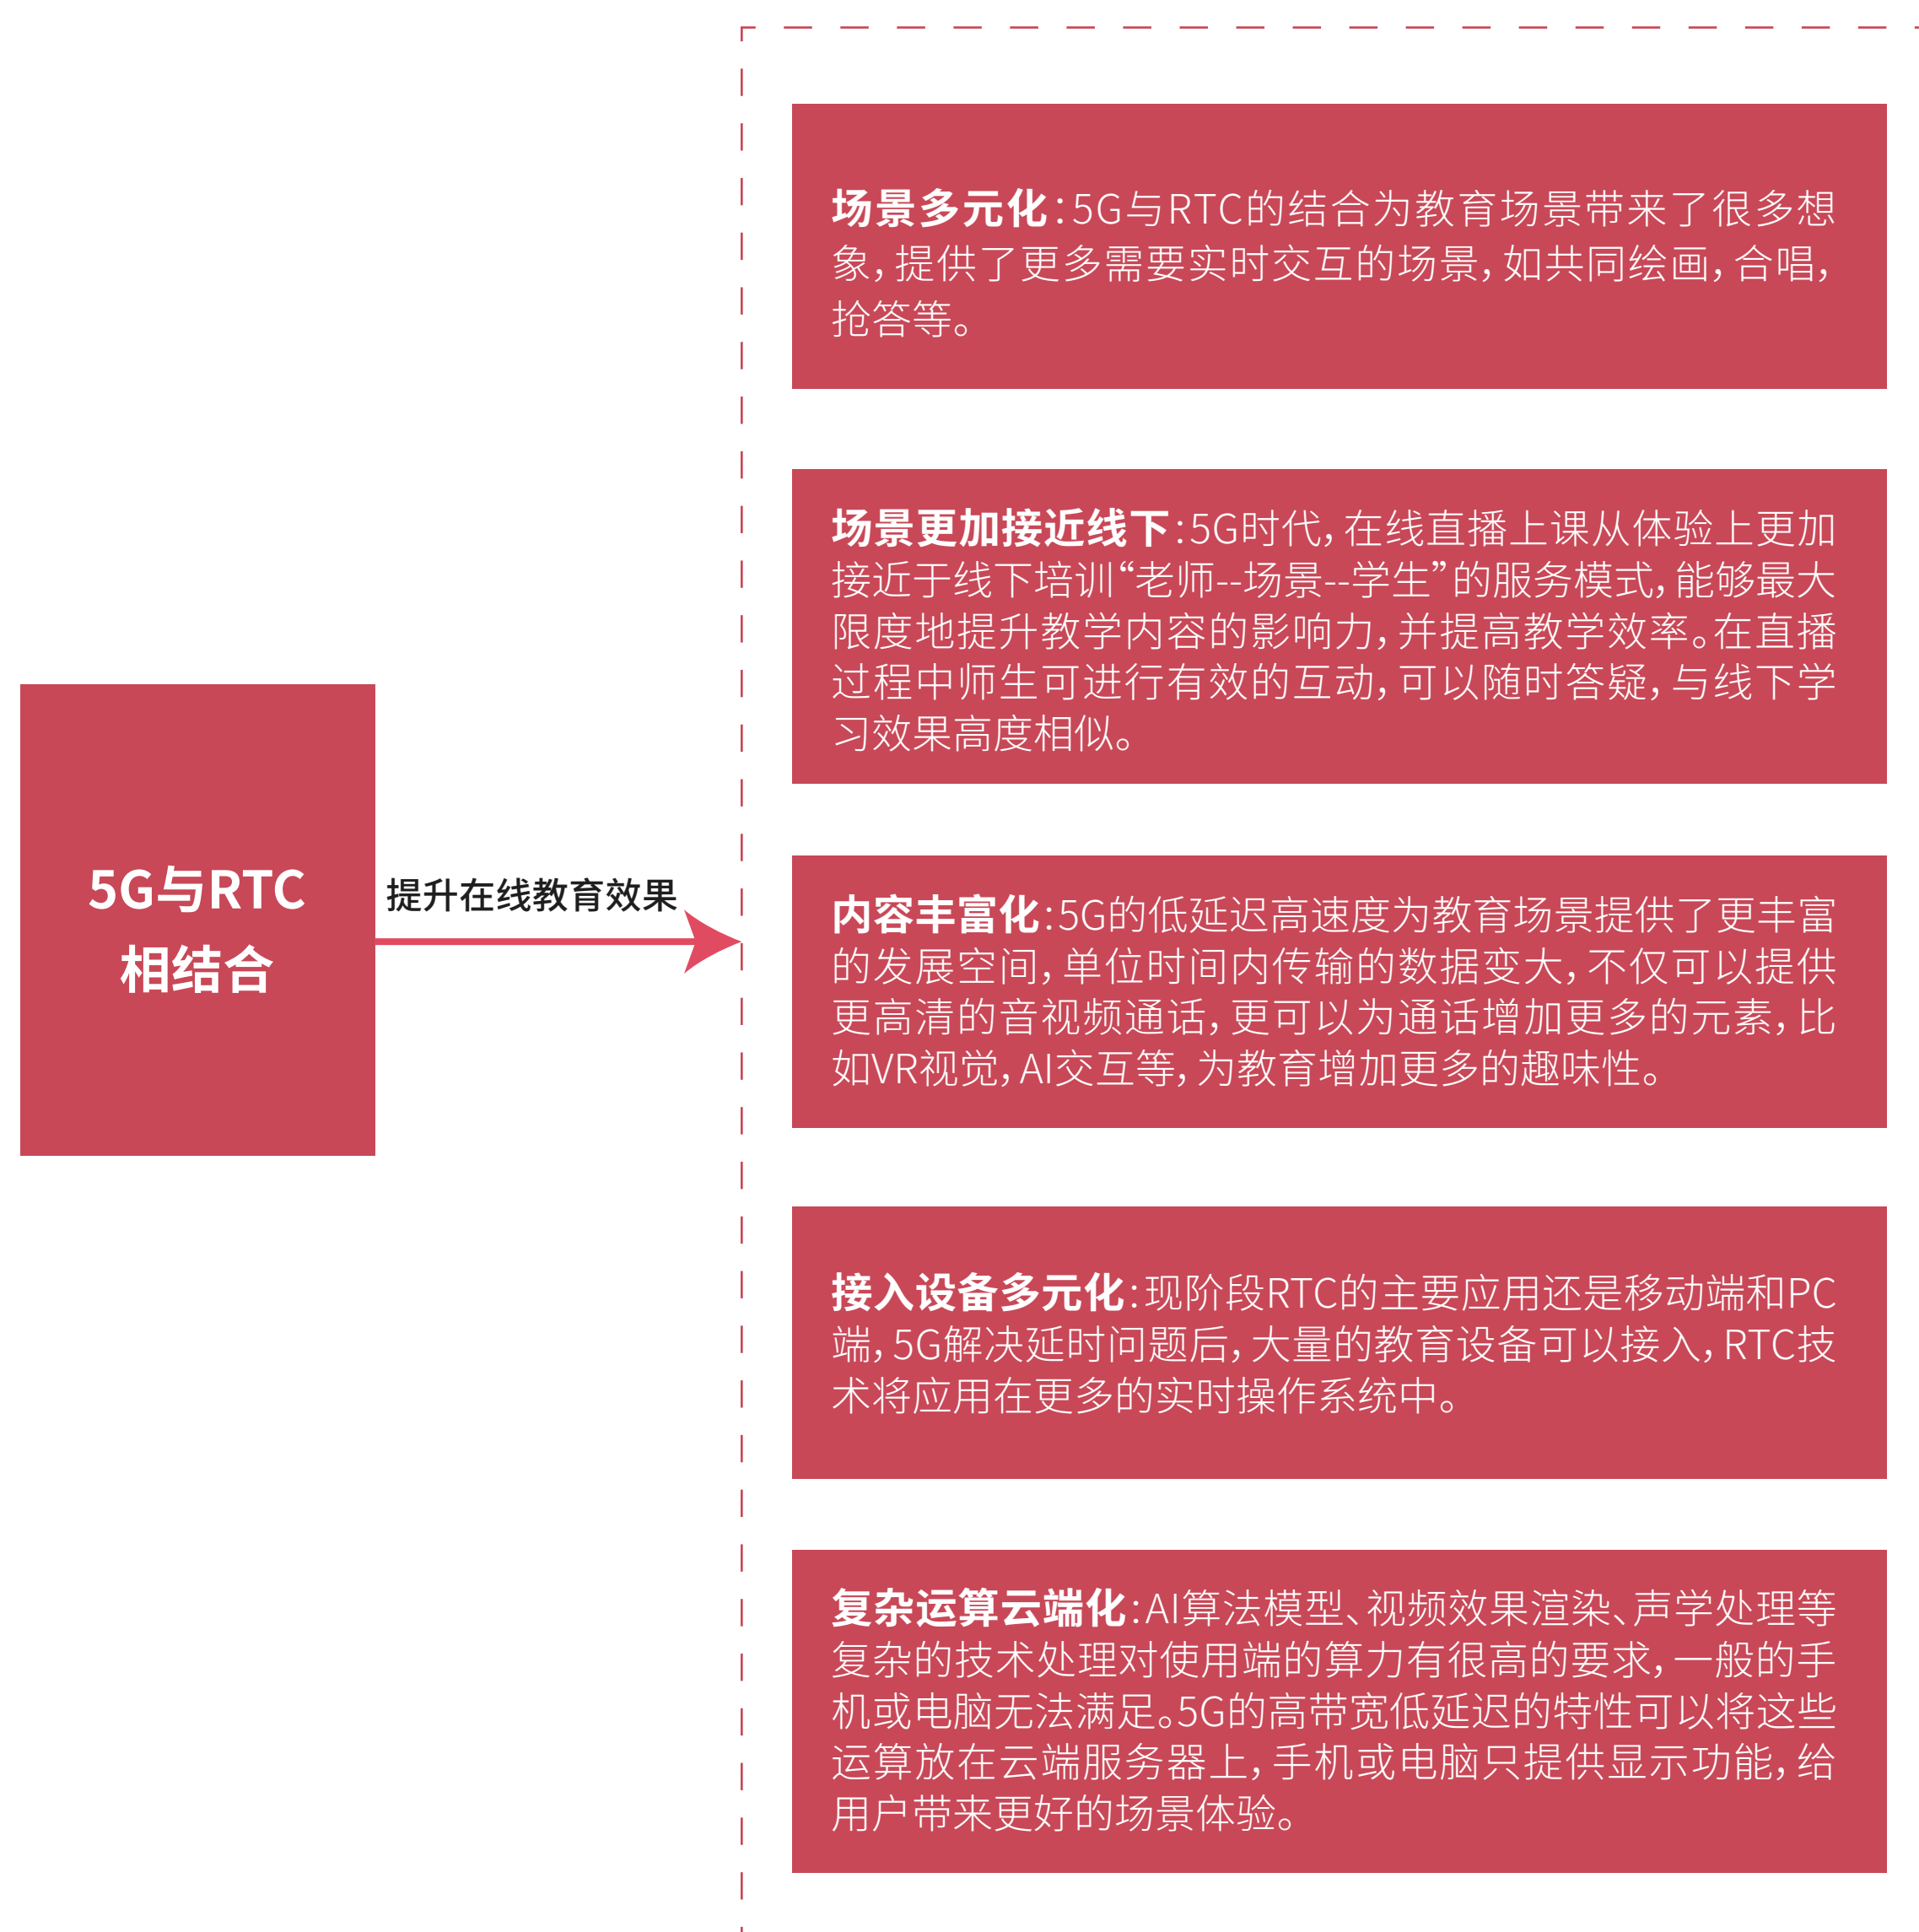 5G与RTC
相结合
提升在线教育效果
场景多元化：5G与RTC的结合为教育场景带来了很多想
象，提供了更多需要实时交互的场景，如共同绘画，合唱，
抢答等。
场景更加接近线下：5G时代，在线直播上课从体验上更加
接近于线下培训“老师--场景--学生”的服务模式，能够最大
限度地提升教学内容的影响力，并提高教学效率。在直播
过程中师生可进行有效的互动，可以随时答疑，与线下学
习效果高度相似。
内容丰富化：5G的低延迟高速度为教育场景提供了更丰富
的发展空间，单位时间内传输的数据变大，不仅可以提供
更高清的音视频通话，更可以为通话增加更多的元素，比
如VR视觉，AI交互等，为教育增加更多的趣味性。
接入设备多元化：现阶段RTC的主要应用还是移动端和PC
端，5G解决延时问题后，大量的教育设备可以接入，RTC技
术将应用在更多的实时操作系统中。
复杂运算云端化：AI算法模型、视频效果渲染、声学处理等
复杂的技术处理对使用端的算力有很高的要求，一般的手
机或电脑无法满足。5G的高带宽低延迟的特性可以将这些
运算放在云端服务器上，手机或电脑只提供显示功能，给
用户带来更好的场景体验。